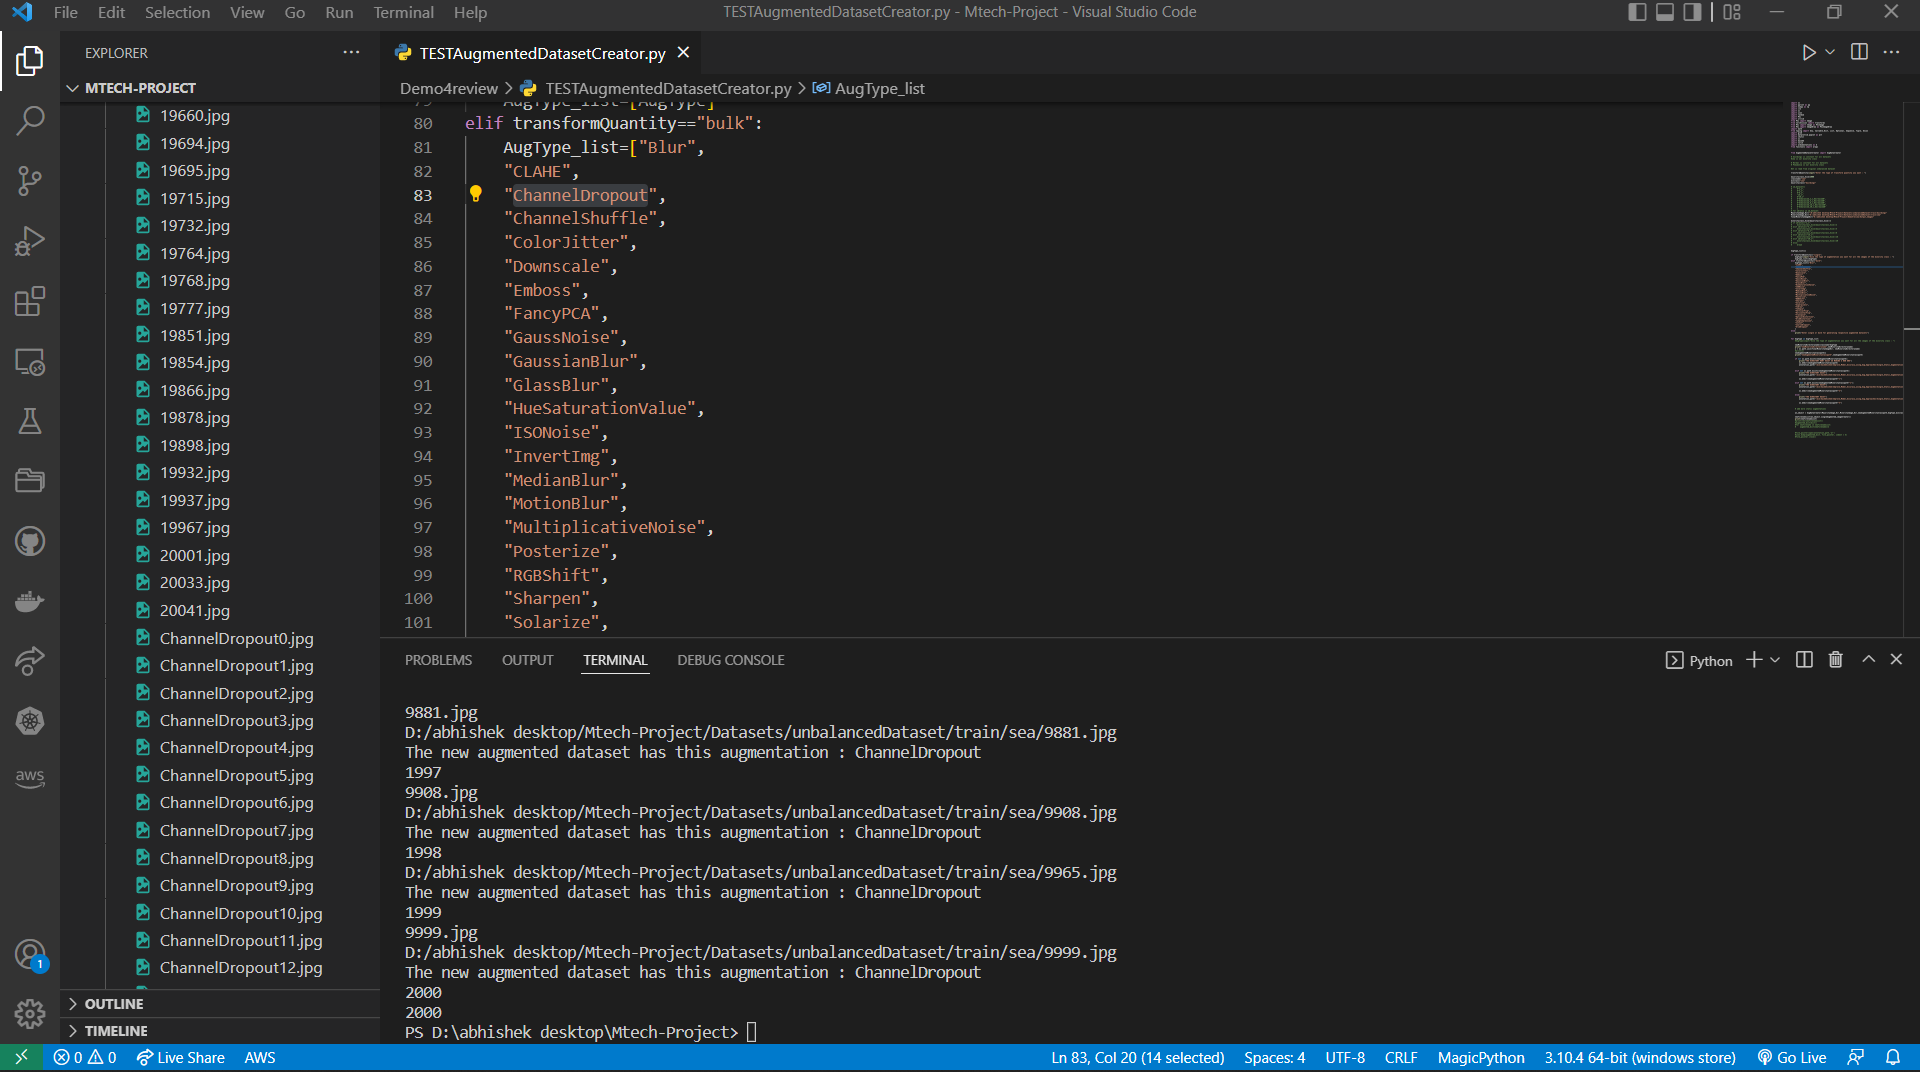 File Edit Selection View Go Run Terminal Help
TESTAugmentedDatasetCreator.py - Mtech-Project - Visual Studio Code
EXPLORER
MTECH-PROJECT
19660.jpg
19694.jpg
19695.jpg
19715.jpg
19732.jpg
19764.jpg
19768.jpg
19777.jpg
19851.jpg
19854.jpg
19866.jpg
19878.jpg
19898.jpg
19932.jpg
19937.jpg
19967.jpg
20001.jpg
20033.jpg
20041.jpg
ChannelDropout0.jpg
ChannelDropout1.jpg
ChannelDropout2.jpg
ChannelDropout3.jpg
ChannelDropout4.jpg
ChannelDropout5.jpg
ChannelDropout6.jpg
ChannelDropout7.jpg
ChannelDropout8.jpg
ChannelDropout9.jpg
ChannelDropout10.jpg
ChannelDropout11.jpg
ChannelDropout12.jpg
OUTLINE
TIMELINE
aws
1
TESTAugmentedDatasetCreator.py
Demo4review > TESTAugmentedDatasetCreator.py > AugType_list
79 AugType_list=[AugType]
80 elif transformQuantity=="bulk":
81 AugType_list=["Blur",
82 "CLAHE",
83 "ChannelDropout",
84 "ChannelShuffle",
85 "ColorJitter",
86 "Downscale",
87 "Emboss",
88 "FancyPCA",
89 "GaussNoise",
90 "GaussianBlur",
91 "GlassBlur",
92 "HueSaturationValue",
93 "ISONoise",
94 "InvertImg",
95 "MedianBlur",
96 "MotionBlur",
97 "MultiplicativeNoise",
98 "Posterize",
99 "RGBShift",
100 "Sharpen",
101 "Solarize",
PROBLEMS OUTPUT TERMINAL DEBUG CONSOLE
Python
9881.jpg
D:/abhishek desktop/Mtech-Project/Datasets/unbalancedDataset/train/sea/9881.jpg
The new augmented dataset has this augmentation : ChannelDropout
1997
9908.jpg
D:/abhishek desktop/Mtech-Project/Datasets/unbalancedDataset/train/sea/9908.jpg
The new augmented dataset has this augmentation : ChannelDropout
1998
D:/abhishek desktop/Mtech-Project/Datasets/unbalancedDataset/train/sea/9965.jpg
The new augmented dataset has this augmentation : ChannelDropout
1999
9999.jpg
D:/abhishek desktop/Mtech-Project/Datasets/unbalancedDataset/train/sea/9999.jpg
The new augmented dataset has this augmentation : ChannelDropout
2000
2000
PS D:\abhishek desktop\Mtech-Project>
0 0 Live Share AWS
Ln 83, Col 20 (14 selected) Spaces: 4 UTF-8 CRLF MagicPython 3.10.4 64-bit (windows store) Go Live